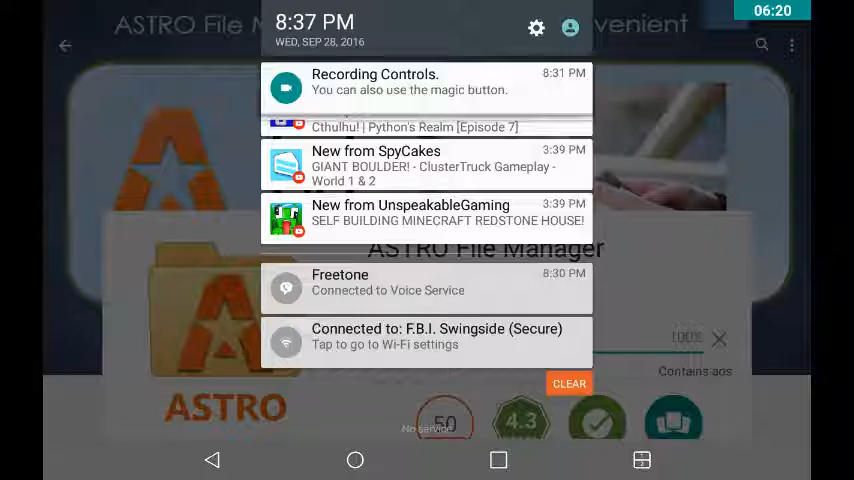 06:20
ASTRO File M
nvenient
8:37 PM
WED, SEP 28, 2016
Recording Controls.
8:31 PM
You can also use the magic button.
Cthulhu! | Python's Realm [Episode 7]
New from SpyCakes
3:39 PM
GIANT BOULDER! - ClusterTruck Gameplay -
World 1 & 2
New from UnspeakableGaming
3:39 PM
SELF BUILDING MINECRAFT REDSTONE HOUSE!
ASTRO File Manager
Freetone
8:30 PM
Connected to Voice Service
Connected to: F.B.I. Swingside (Secure)
Tap to go to Wi-Fi settings
Contains ads
CLEAR
ASTRO
50
4.3
No service